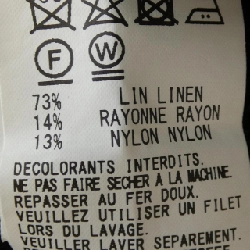 F W
73% LIN LINEN
14% RAYONNE RAYON
13% NYLON NYLON
DECOLORANTS INTERDITS.
NE PAS FAIRE SECHER A LA MACHINE.
REPASSER AU FER DOUX.
VEUILLEZ UTILISER UN FILET
LORS DU LAVAGE.
VEUILLER LAVER SEPAREMENT.